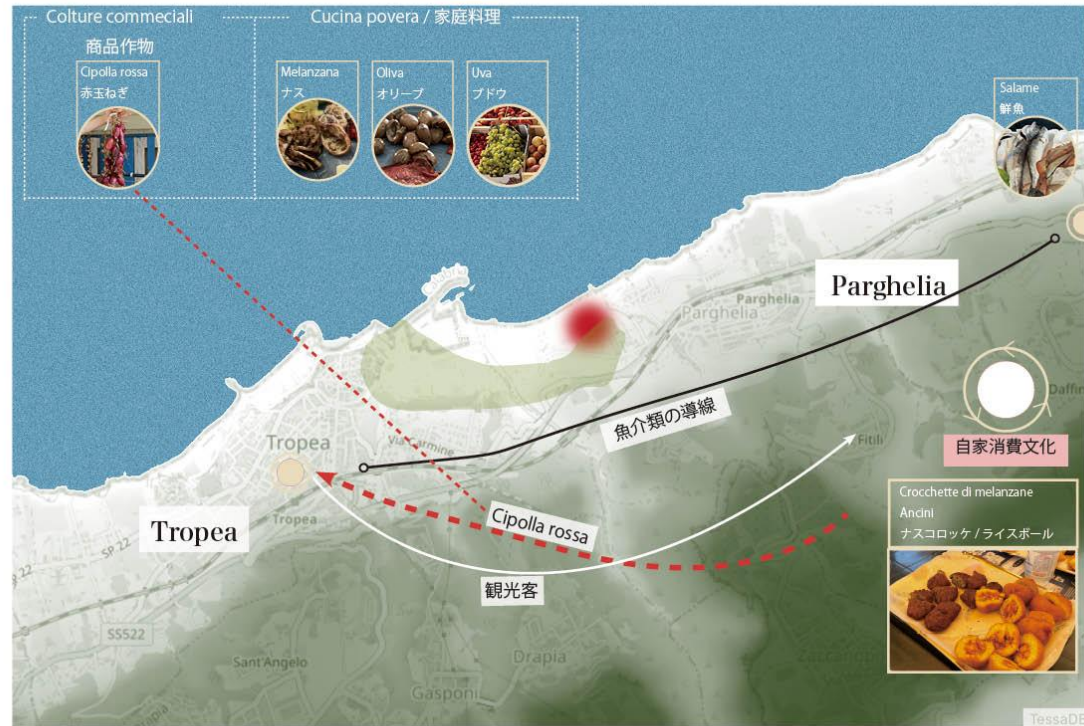 Colture commeciali
Cucina povera / 家庭料理
商品作物
Cipolla rossa
赤玉ねぎ
Melanzana
ナス
Oliva
オリーブ
Uva
ブドウ
Salame
鮮魚
Parghelia
Parghelia
Parghelia
魚介類の導線
Via Carmine
Tropea
Fitili
自家消費文化
Cipolla rossa
Tropea
Tropea
SP 22
SP 22
観光客
Crocchette di melanzane
Ancini
ナスコロッケ / ライスボール
SS522
Sant'Angelo
Drapia
Gasponi
TessaDE